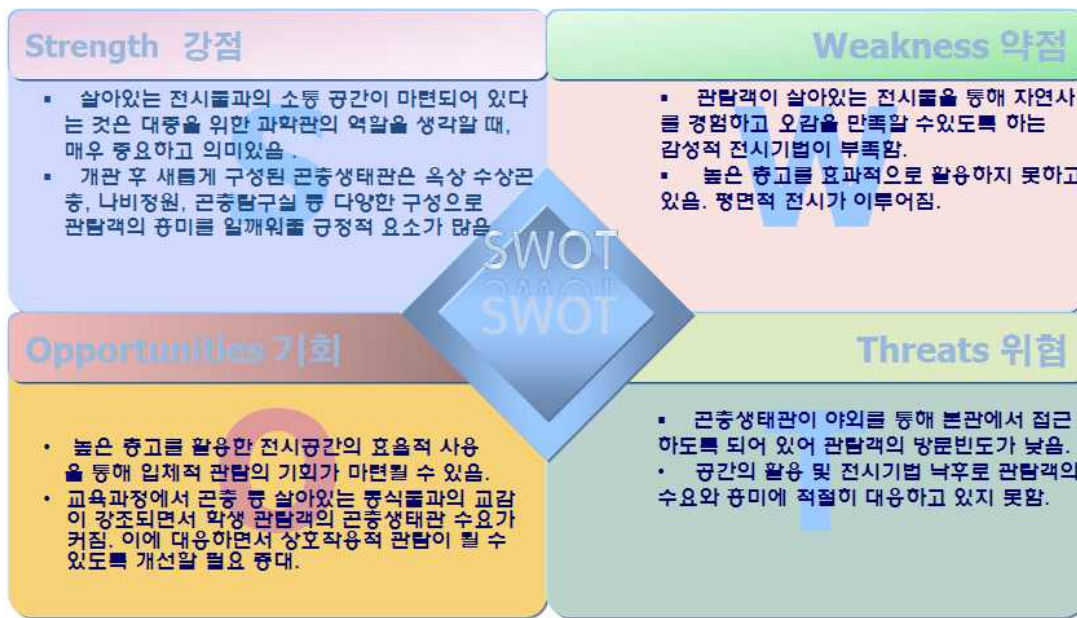 Strength 강점
▪ 살아있는 전시물과의 소통 공간이 마련되어 있다
는 것은 대중을 위한 과학관의 역할을 생각할 때,
매우 중요하고 의미있음 .
▪ 개관 후 새롭게 구성된 곤충생태관은 옥상 수상곤
충, 나비정원, 곤충탐구실 등 다양한 구성으로
관람객의 흥미를 일깨워줄 긍정적 요소가 많음
Weakness 약점
▪ 관람객이 살아있는 전시물을 통해 자연사
를 경험하고 오감을 만족할 수있도록 하는
감성적 전시기법이 부족함.
▪ 높은 층고를 효과적으로 활용하지 못하고
있음. 평면적 전시가 이루어짐.
SWOT
SWOT
Opportunities 기회
• 높은 층고를 활용한 전시공간의 효율적 사용
을 통해 입체적 관람의 기회가 마련될 수 있음.
• 교육과정에서 곤충 등 살아있는 동식물과의 교감
이 강조되면서 학생 관람객의 곤충생태관 수요가
커짐. 이에 대응하면서 상호작용적 관람이 될 수
있도록 개선할 필요 증대.
Threats 위협
▪ 곤충생태관이 야외를 통해 본관에서 접근
하도록 되어 있어 관람객의 방문빈도가 낮음.
• 공간의 활용 및 전시기법 낙후로 관람객의
수요와 흥미에 적절히 대응하고 있지 못함.
S
W
O
T